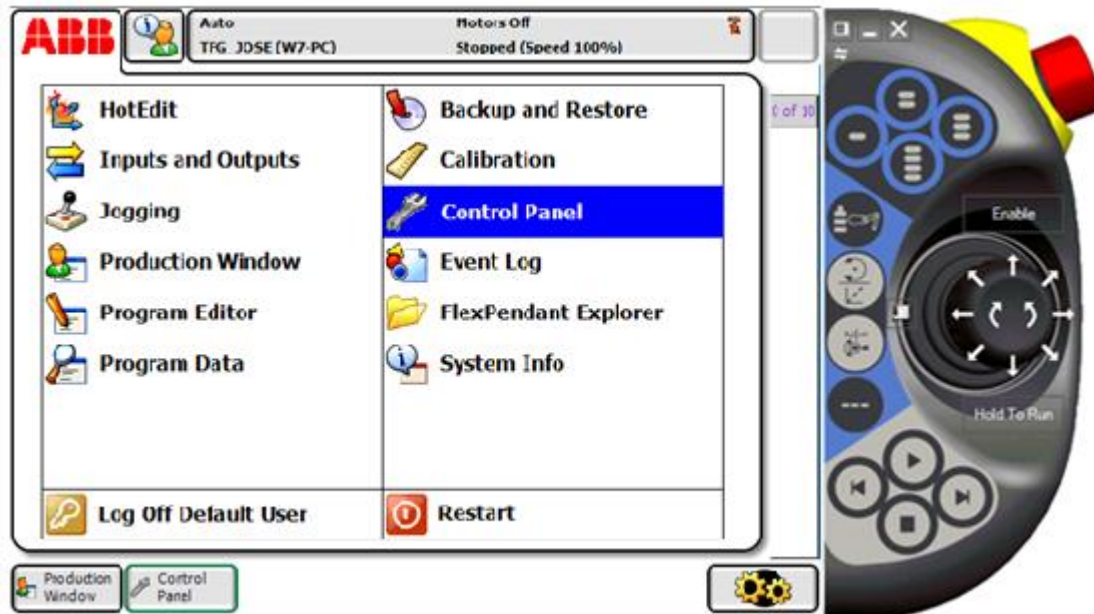 ABB
Auto
TFG_JOSE (W7-PC)
Motors Off
Stopped (Speed 100%)
HotEdit
Inputs and Outputs
Jogging
Production Window
Program Editor
Program Data
Backup and Restore
Calibration
Control Panel
Event Log
FlexPendant Explorer
System Info
Log Off Default User
Restart
Production
Window
Control
Panel
Enable
Hold To Run